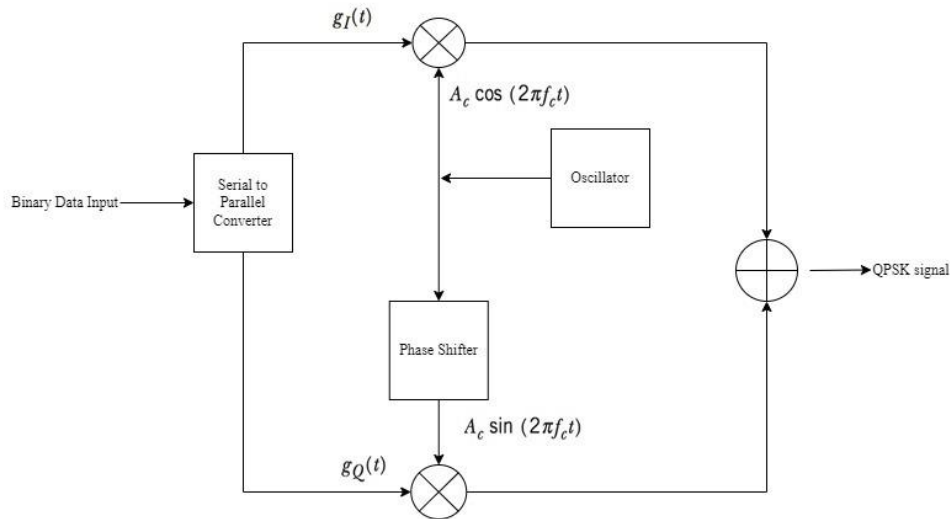 g_I(t)
A_c cos (2πf_ct)
Serial to
Parallel
Converter
Oscillator
Binary Data Input
QPSK signal
Phase Shifter
A_c sin (2πf_ct)
g_Q(t)